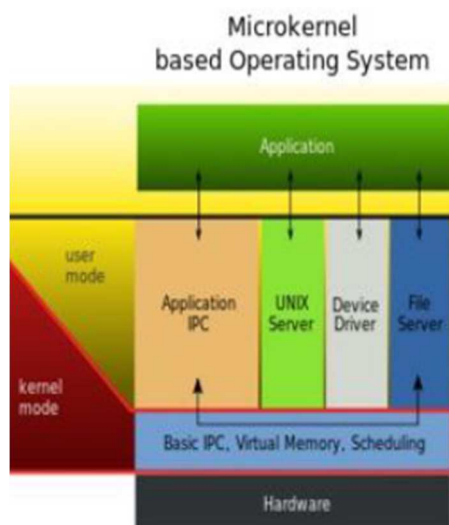 Microkernel
based Operating System
Application
user
mode
Application
IPC
UNIX
Server
Device
Driver
File
Server
kernel
mode
Basic IPC, Virtual Memory, Scheduling
Hardware